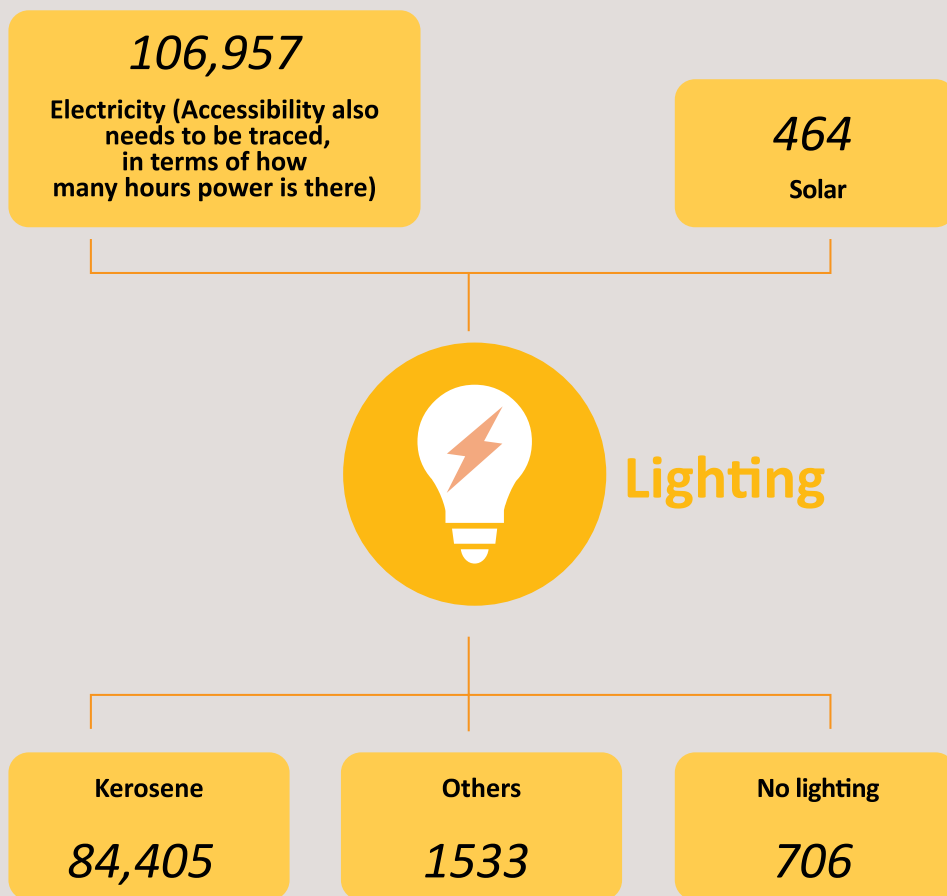 106,957
Electricity (Accessibility also
needs to be traced,
in terms of how
many hours power is there)
464
Solar
Lighting
Kerosene
84,405
Others
1533
No lighting
706